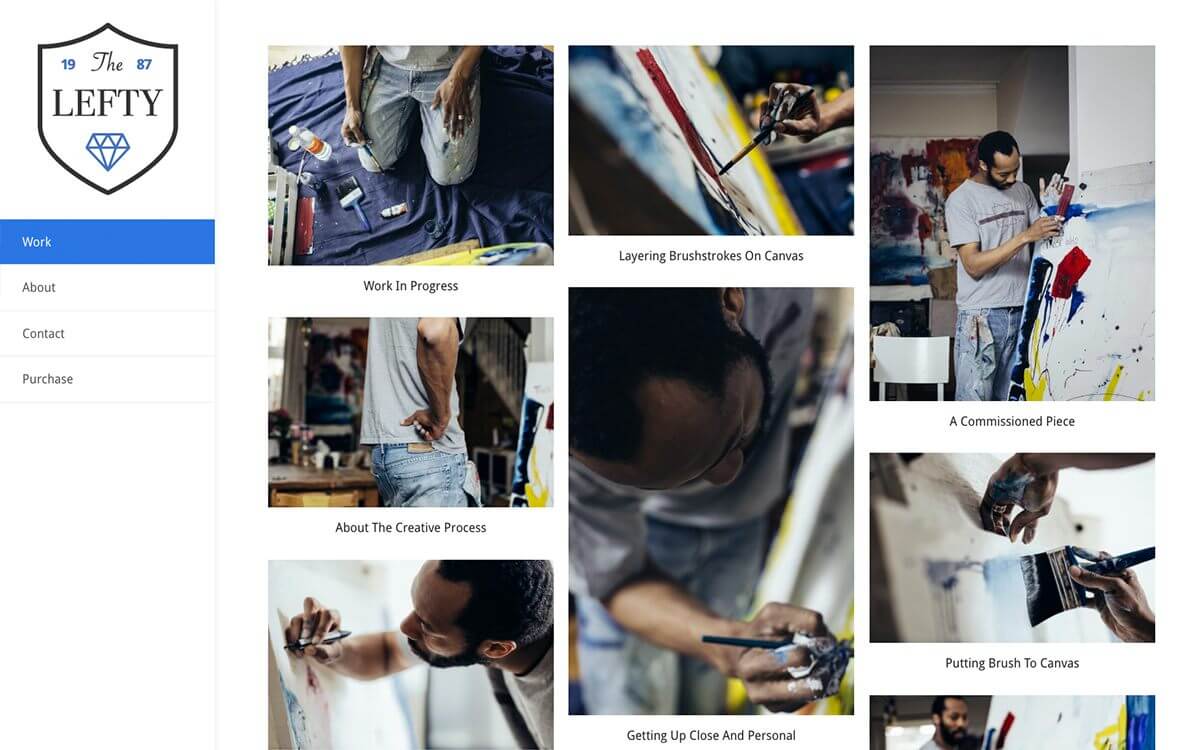 19 The 87
LEFTY
Work
About
Contact
Purchase
Work In Progress
About The Creative Process
Layering Brushstrokes On Canvas
Getting Up Close And Personal
A Commissioned Piece
Putting Brush To Canvas